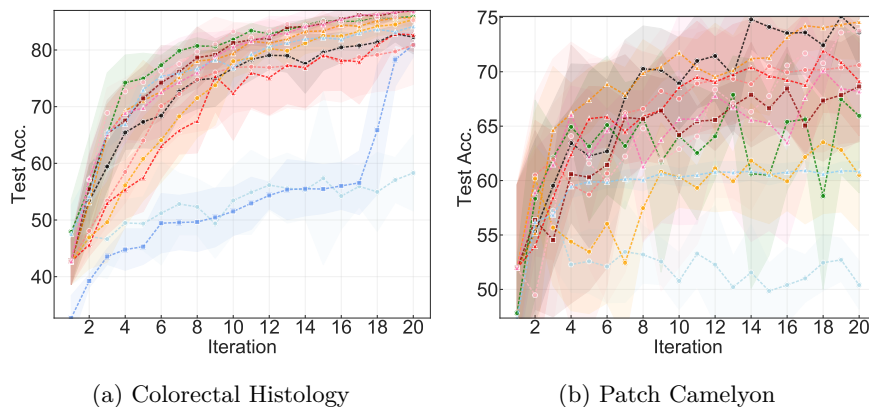 80
70
60
50
40
Test Acc.
2 4 6 8 10 12 14 16 18 20
Iteration
(a) Colorectal Histology
75
70
65
60
55
50
Test Acc.
2 4 6 8 10 12 14 16 18 20
Iteration
(b) Patch Camelyon